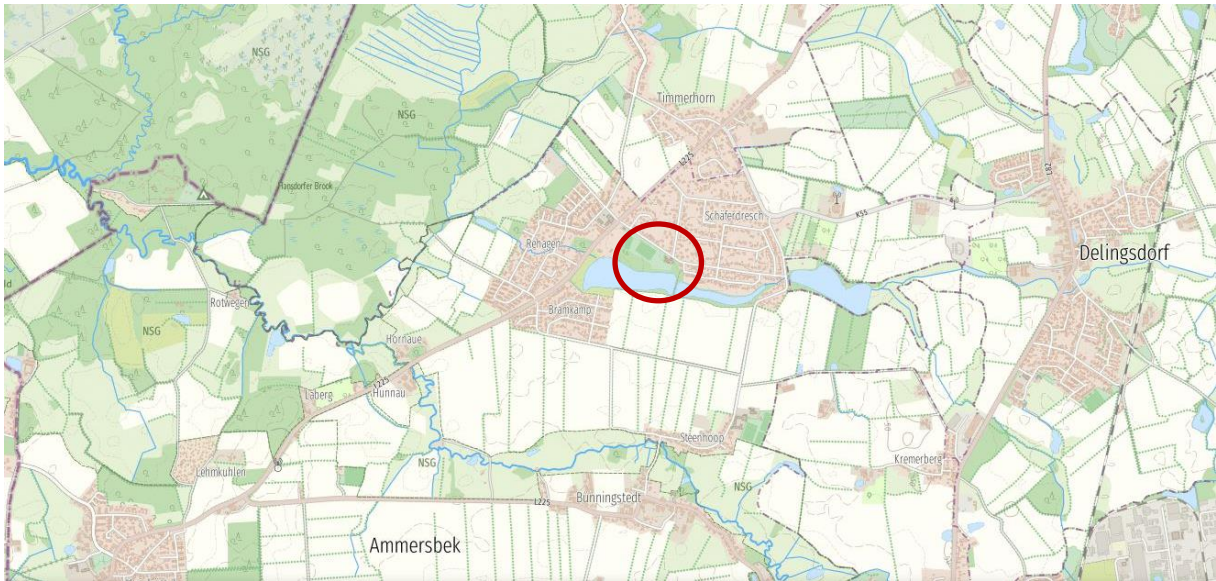 NSG
NSG
Timmerhorn
L82
L225
Hansdorfer Brook
K55
Schäferdresch
Rehagen
Delingsdorf
Rotwegen
Bramkamp
NSG
Hornaue
L225
Laberg
Hunnau
Steenhoop
NSG
Kremerberg
Lehmkuhlen
NSG
Bünningstedt
L225
Ammersbek